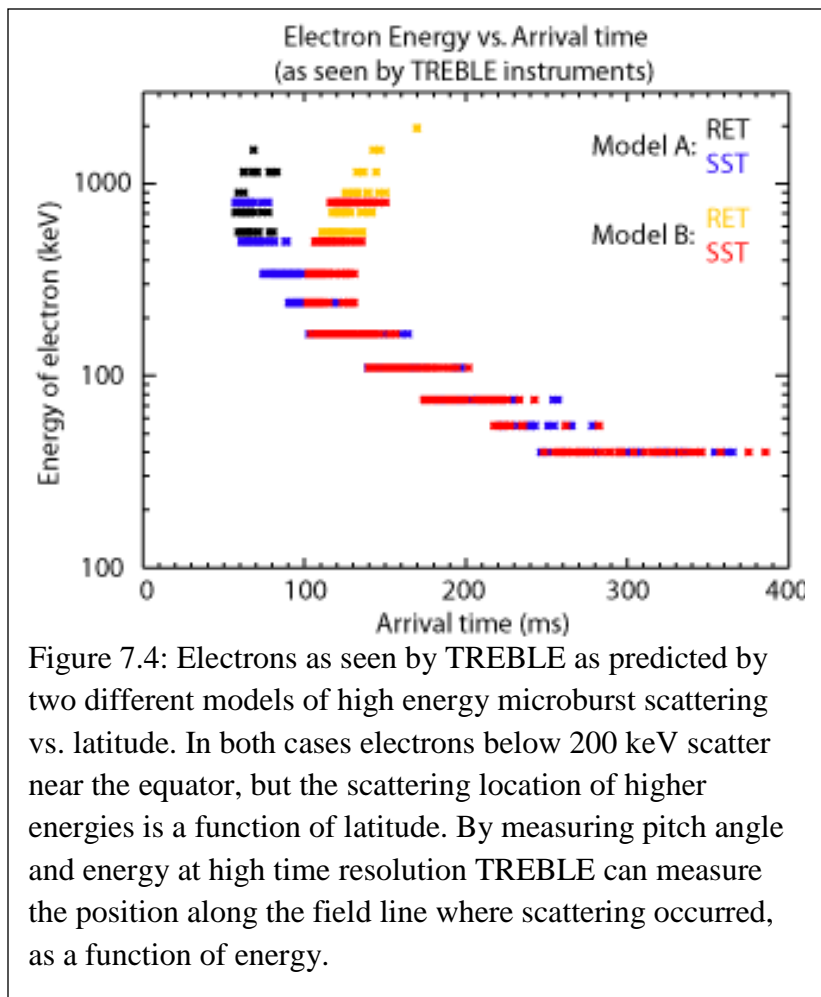 Electron Energy vs. Arrival time
(as seen by TREBLE instruments)
Model A: RET
SST
Model B: RET
SST
Energy of electron (keV)
1000
100
100
0
100
200
300
400
Arrival time (ms)
Figure 7.4: Electrons as seen by TREBLE as predicted by
two different models of high energy microburst scattering
vs. latitude. In both cases electrons below 200 keV scatter
near the equator, but the scattering location of higher
energies is a function of latitude. By measuring pitch angle
and energy at high time resolution TREBLE can measure
the position along the field line where scattering occurred,
as a function of energy.